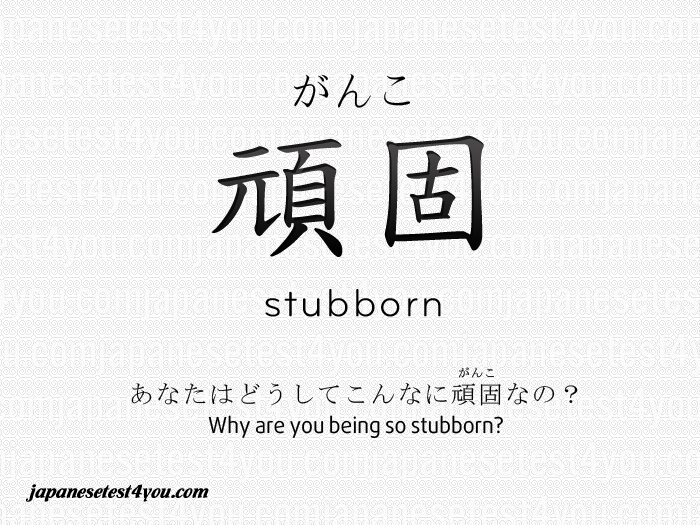 がんこ
頑固
stubborn
がんこ
あなたはどうしてこんなに頑固なの？
Why are you being so stubborn?
japanesetest4you.com